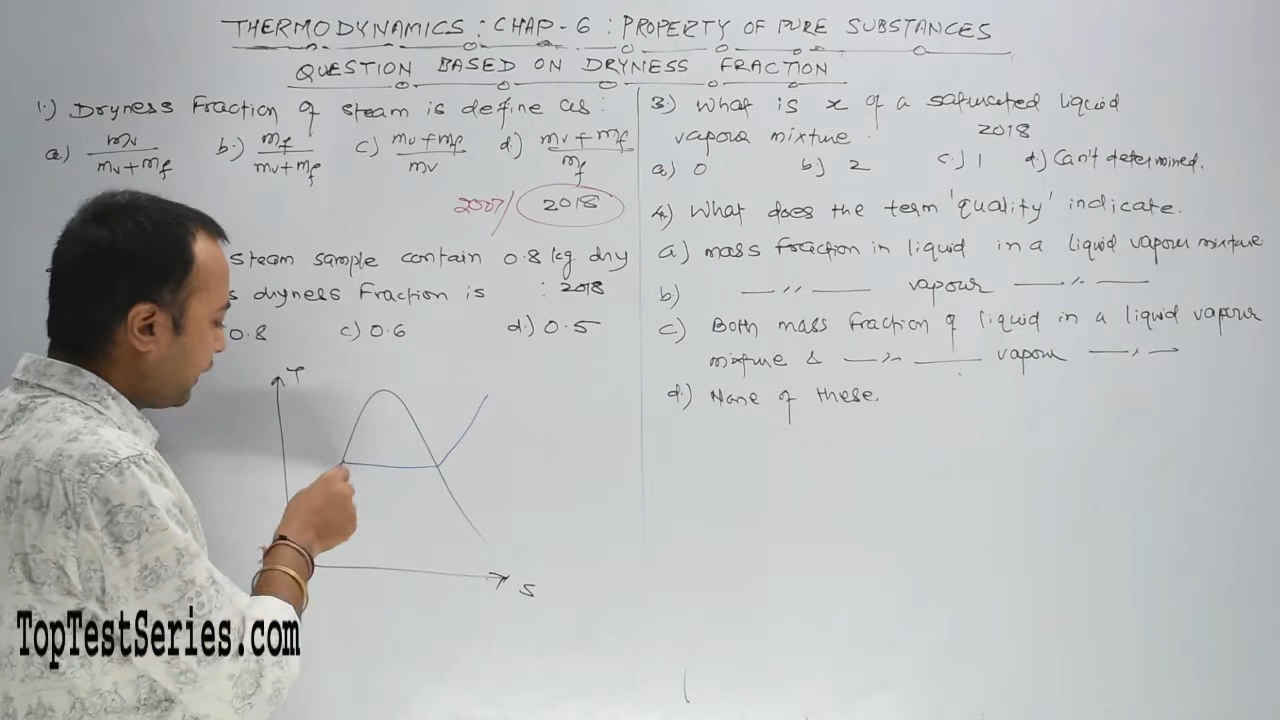 THERMODYNAMICS : CHAP - 6 : PROPERTY OF PURE SUBSTANCES
QUESTION BASED ON DRYNESS FRACTION
1.) Dryness Fraction of steam is define as :
a.) mv / mv + mf b.) mf / mv + mf c.) mv + mf / mv d.) mv + mf / mf
2007/ 2018
steam sample contain 0.8 kg dry
s dryness Fraction is : 2018
0.8 c.) 0.6 d.) 0.5
T
S
3.) What is x of a saturated liquid
vapour mixture. 2018
a.) 0 b.) 2 c.) 1 d.) Can't determined.
4.) What does the term 'quality' indicate.
a.) mass fraction in liquid in a liquid vapour mixture
b.) — ,, — vapour — ,, —
c.) Both mass fraction of liquid in a liquid vapour
mixture & — ,, — vapour — ,, —
d.) None of these.
TopTestSeries.com